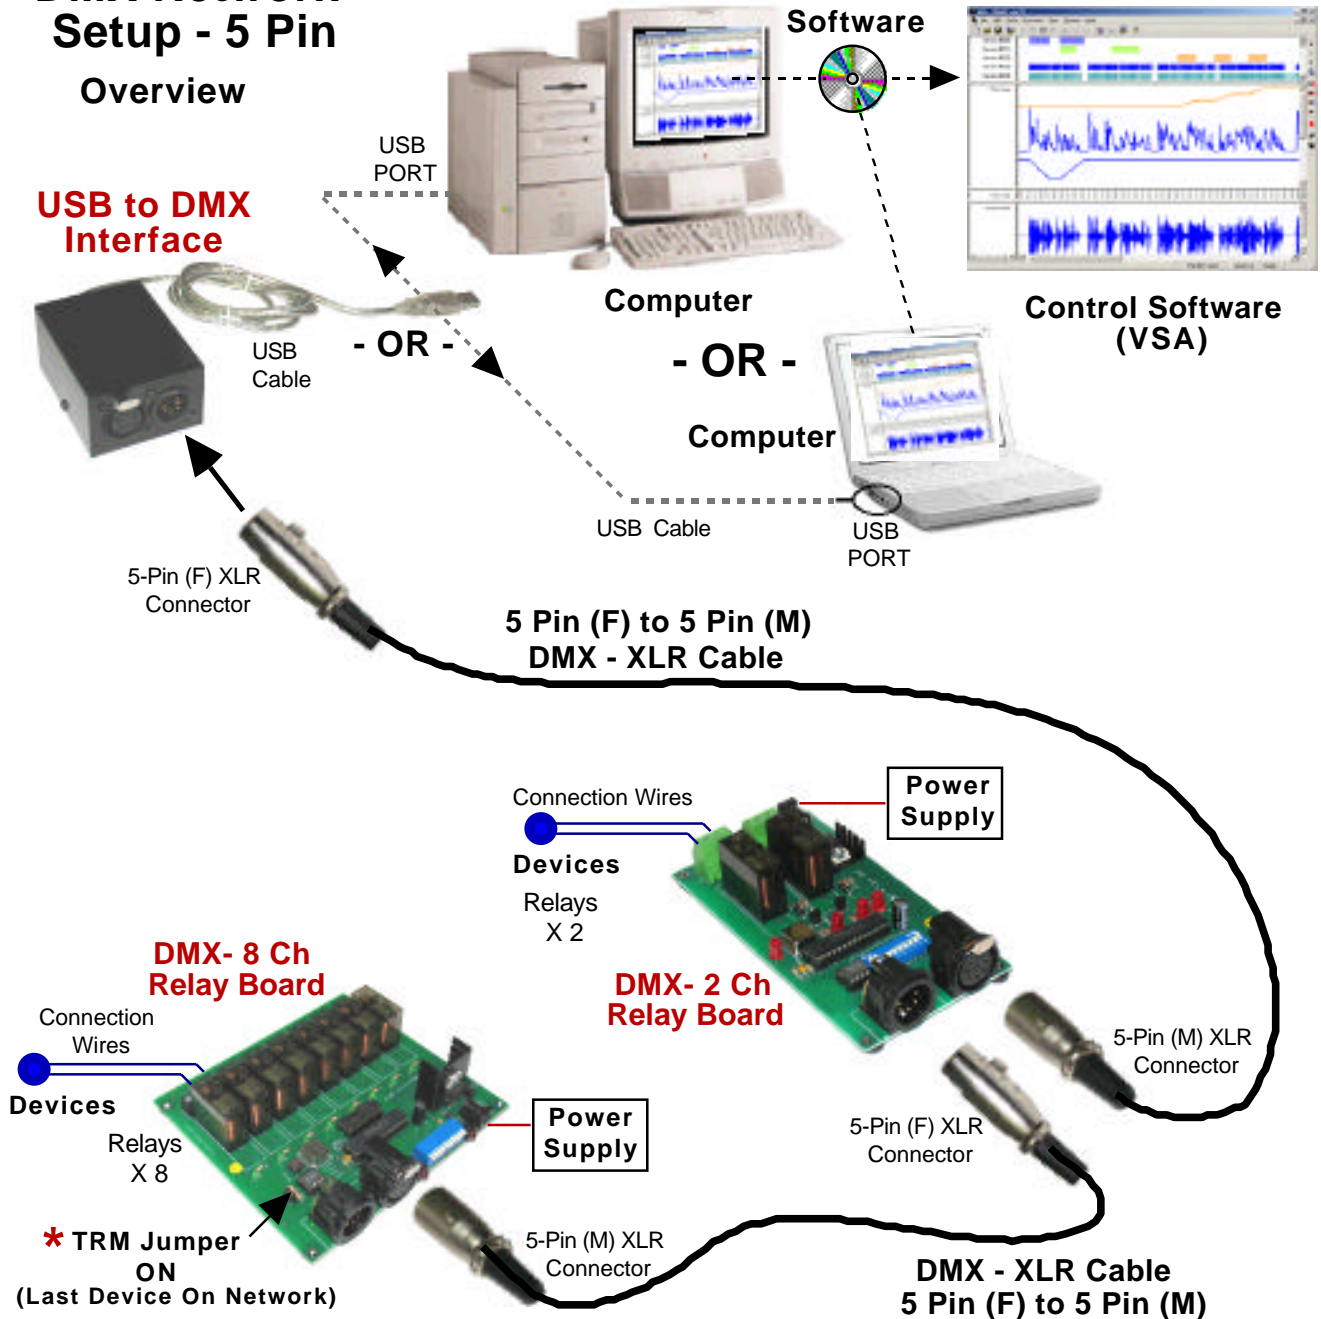 DMX Network
Setup - 5 Pin
Overview
Software
USB
PORT
USB to DMX
Interface
USB
Cable
- OR -
Computer
- OR -
Computer
Control Software
(VSA)
USB Cable
USB
PORT
5-Pin (F) XLR
Connector
5 Pin (F) to 5 Pin (M)
DMX - XLR Cable
Connection Wires
Devices
Relays
X 2
Power
Supply
DMX- 8 Ch
Relay Board
DMX- 2 Ch
Relay Board
Connection
Wires
Devices
Relays
X 8
Power
Supply
5-Pin (M) XLR
Connector
5-Pin (F) XLR
Connector
* TRM Jumper
ON
(Last Device On Network)
5-Pin (M) XLR
Connector
DMX - XLR Cable
5 Pin (F) to 5 Pin (M)